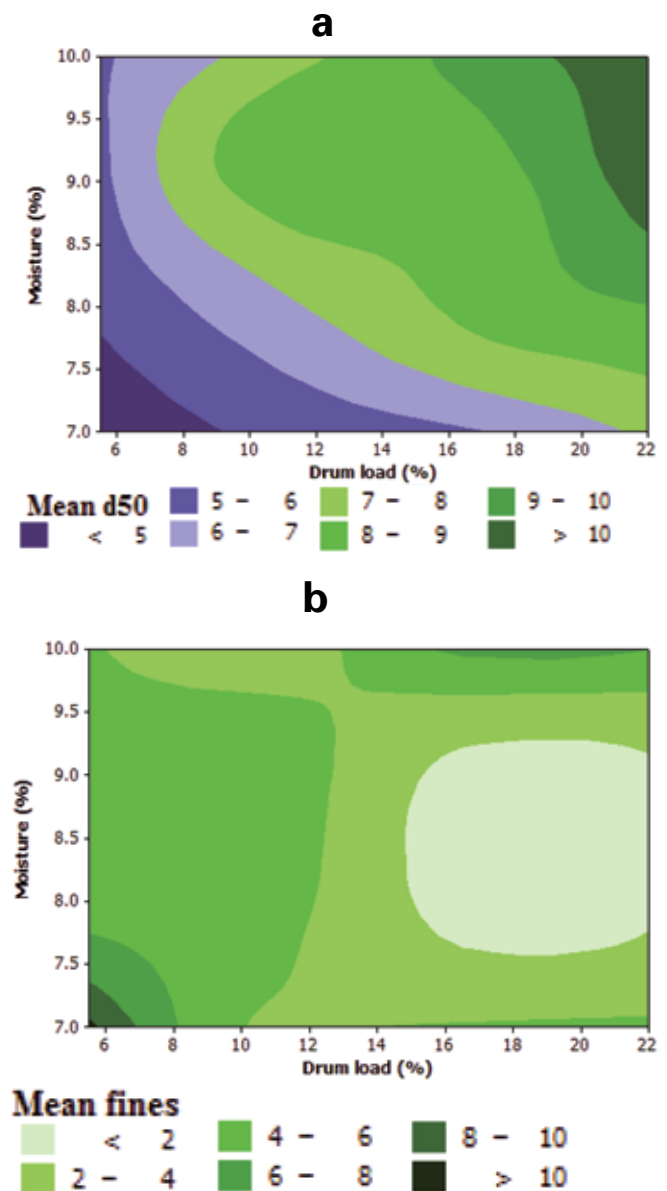 a
10.0
9.5
9.0
8.5
8.0
7.5
7.0
Moisture (%)
6 8 10 12 14 16 18 20 22
Drum load (%)
Mean d50
< 5
5 - 6
6 - 7
7 - 8
8 - 9
9 - 10
> 10
b
10.0
9.5
9.0
8.5
8.0
7.5
7.0
Moisture (%)
6 8 10 12 14 16 18 20 22
Drum load (%)
Mean fines
< 2
2 - 4
4 - 6
6 - 8
8 - 10
> 10